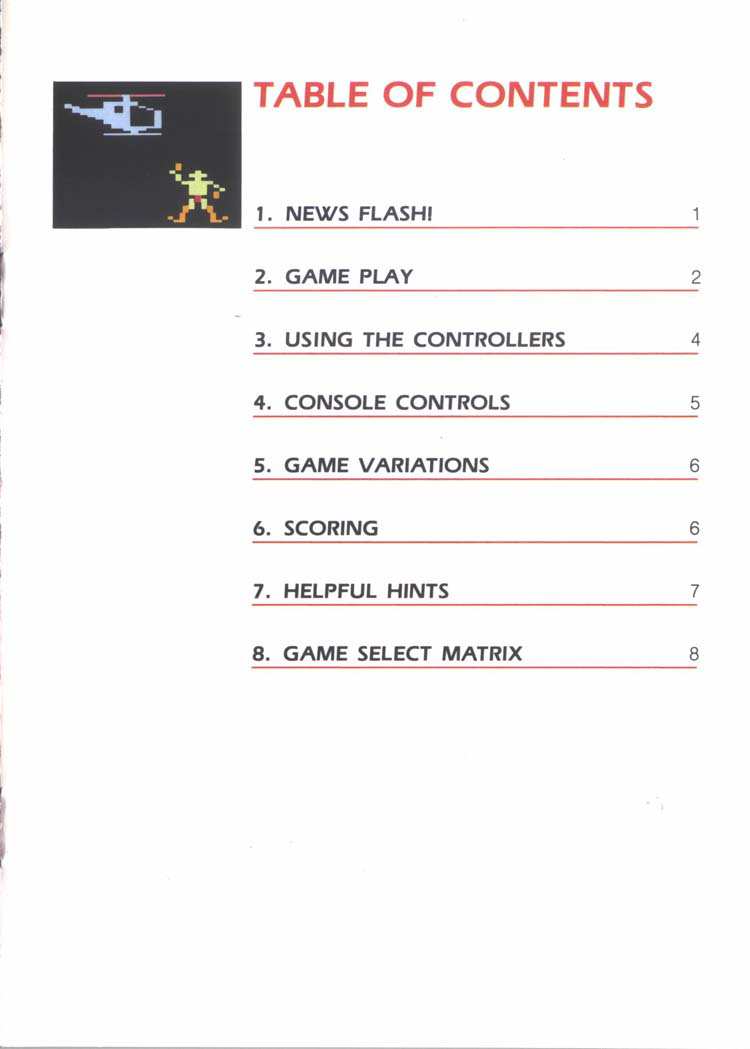 TABLE OF CONTENTS
1. NEWS FLASH! 1
2. GAME PLAY 2
3. USING THE CONTROLLERS 4
4. CONSOLE CONTROLS 5
5. GAME VARIATIONS 6
6. SCORING 6
7. HELPFUL HINTS 7
8. GAME SELECT MATRIX 8